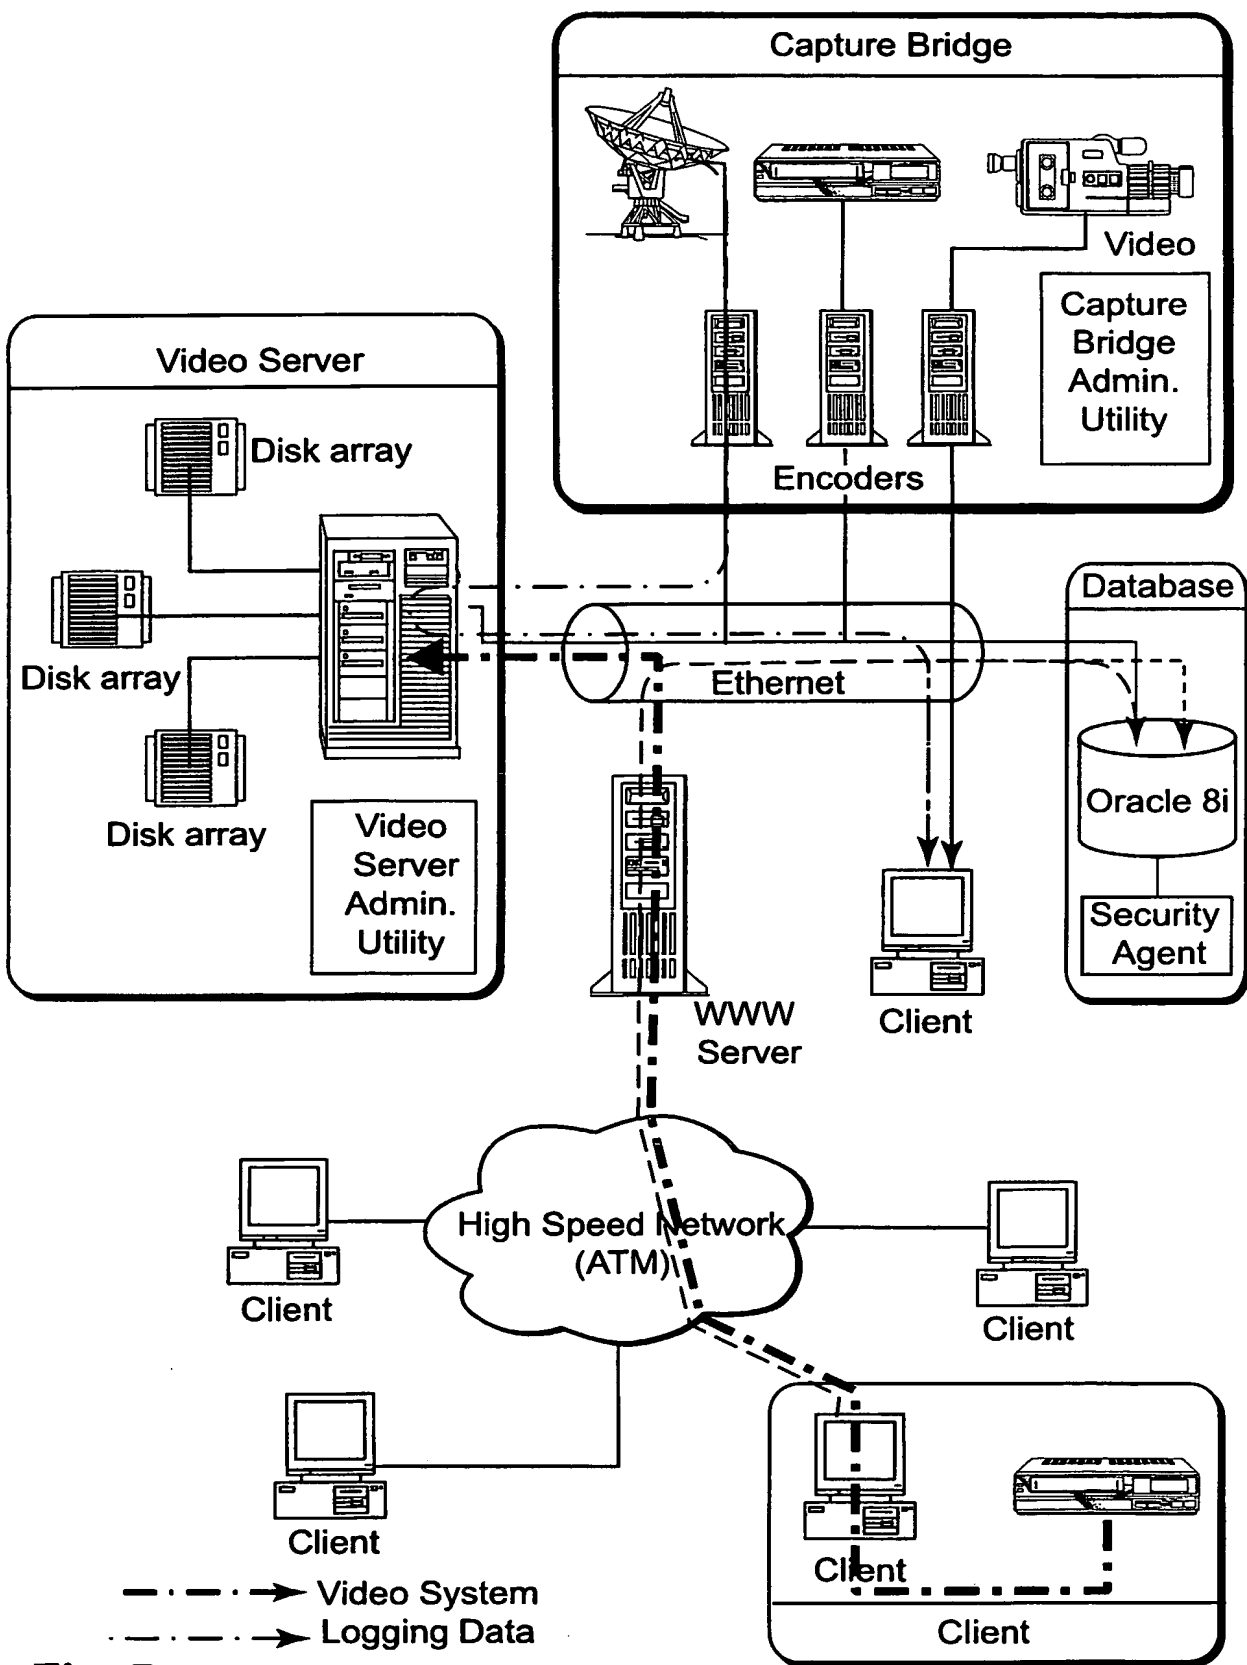 Capture Bridge
Video
Capture
Bridge
Admin.
Utility
Encoders
Video Server
Disk array
Disk array
Disk array
Video
Server
Admin.
Utility
Ethernet
Database
Oracle 8i
Security
Agent
WWW
Server
Client
High Speed Network
(ATM)
Client
Client
Client
Client
Client
Video System
Logging Data